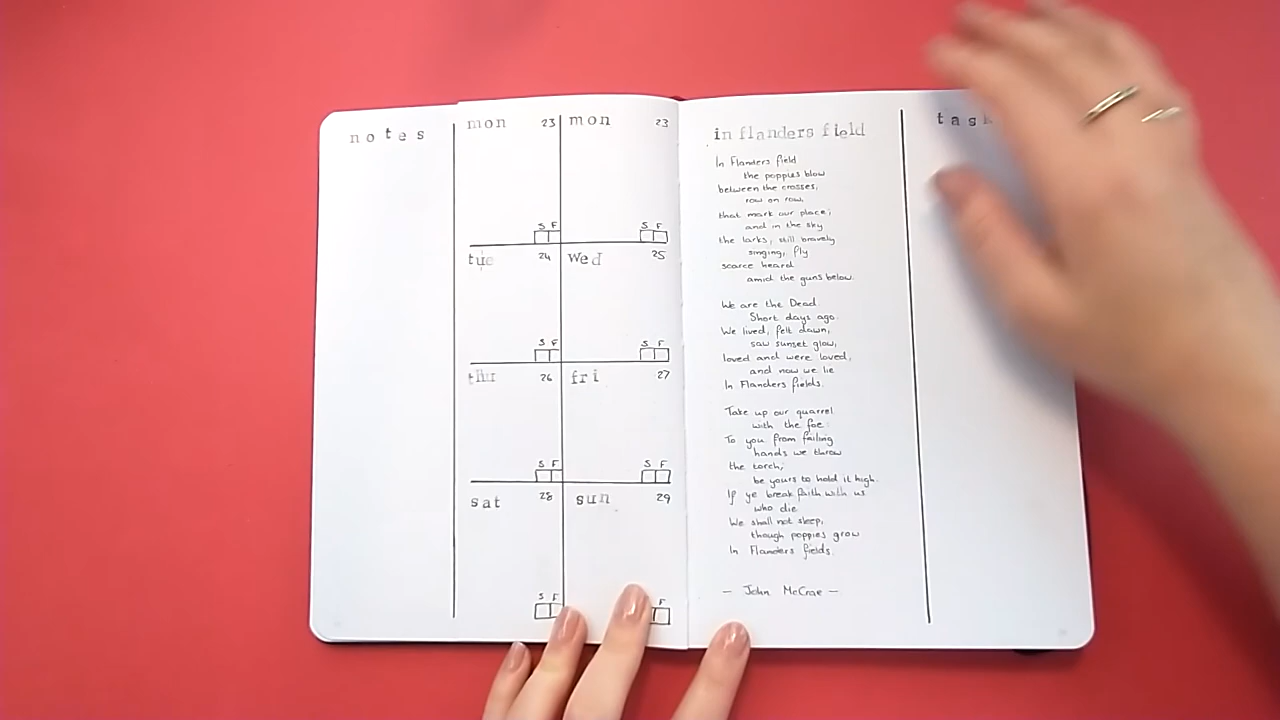 notes
mon 23
mon 23
S F
S F
tue 24
wed 25
S F
S F
thu 26
fri 27
S F
S F
sat 28
sun 29
S F
F
in flanders field
In Flanders field
the poppies blow
between the crosses,
row on row,
that mark our place;
and in the sky
the larks, still bravely
singing, fly
scarce heard
amid the guns below.
We are the Dead.
Short days ago
We lived, felt dawn,
saw sunset glow,
loved and were loved,
and now we lie
In Flanders fields.
Take up our quarrel
with the foe:
To you from failing
hands we throw
the torch;
be yours to hold it high.
If ye break faith with us
who die
We shall not sleep,
though poppies grow
In Flanders fields.
— John McCrae —
task